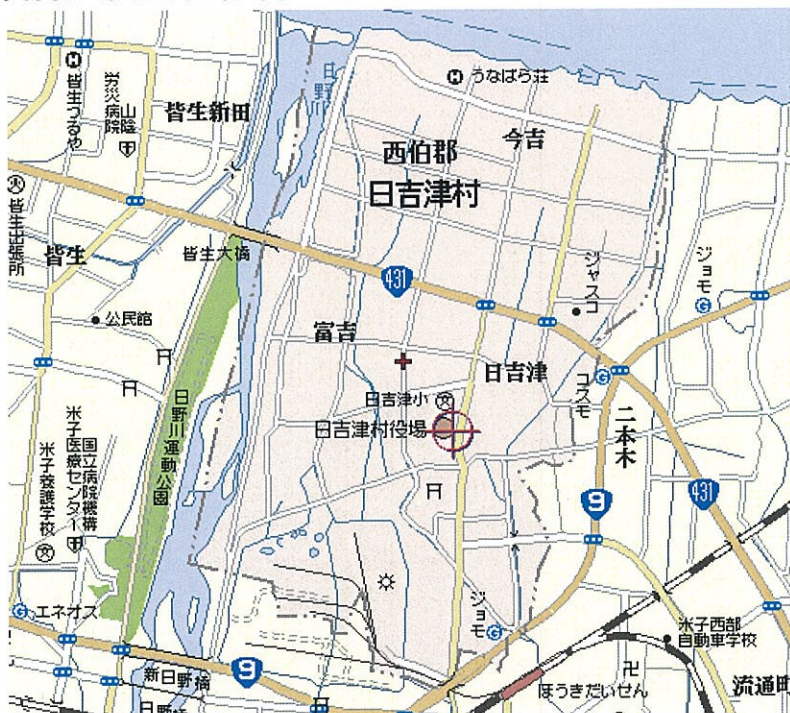 日野川
うなばら荘
皆生つるや
労災病院
山陰
皆生新田
今吉
西伯郡
日吉津村
皆生出張所
皆生
皆生大橋
431
ジャスコ
ジョモ
公民館
富吉
日吉津
コスモ
日吉津小
日吉津村役場
二本木
日野川運動公園
米子医療センター
国立病院機構
米子養護学校
9
431
エネオス
ジョモ
米子西部
自動車学校
新日野橋
9
ほうきだいせん
流通町